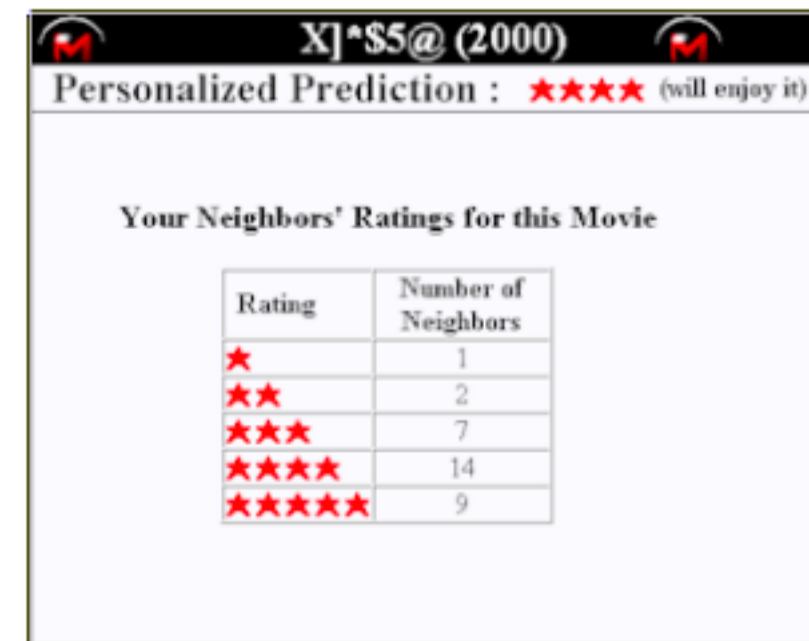 X]*$5@ (2000)
Personalized Prediction : ★★★★ (will enjoy it)
Your Neighbors' Ratings for this Movie
Rating Number of Neighbors
★ 1
★★ 2
★★★ 7
★★★★ 14
★★★★★ 9